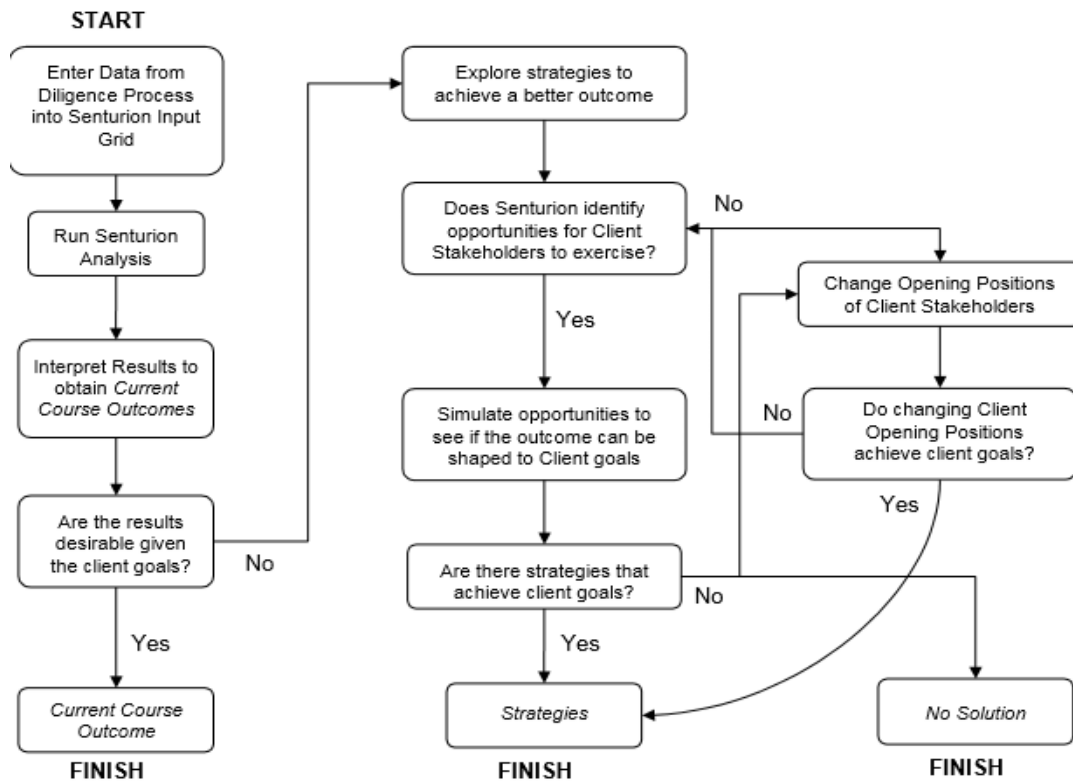 START
Enter Data from
Diligence Process
into Senturion Input
Grid
Run Senturion
Analysis
Interpret Results to
obtain Current
Course Outcomes
Are the results
desirable given
the client goals?
No
Yes
Current Course
Outcome
FINISH
Explore strategies to
achieve a better outcome
Does Senturion identify
opportunities for Client
Stakeholders to exercise?
No
Yes
Simulate opportunities to
see if the outcome can be
shaped to Client goals
Are there strategies that
achieve client goals?
No
Yes
Strategies
FINISH
Change Opening Positions
of Client Stakeholders
Do changing Client
Opening Positions
achieve client goals?
No
Yes
No Solution
FINISH